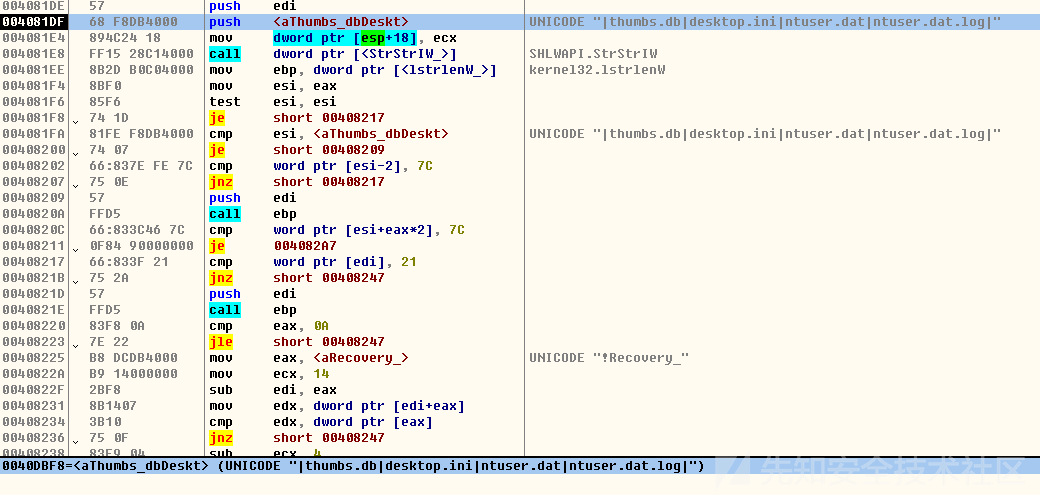 004081DE 57 push edi
004081DF 68 F8DB4000 push <aThumbs_dbDeskt> UNICODE "|thumbs.db|desktop.ini|ntuser.dat|ntuser.dat.log|"
004081E4 894C24 18 mov dword ptr [esp+18], ecx
004081E8 FF15 28C14000 call dword ptr [<StrStrIW_>] SHLWAPI.StrStrIW
004081EE 8B2D B0C04000 mov ebp, dword ptr [<lstrlenW_>] kernel32.lstrlenW
004081F4 8BF0 mov esi, eax
004081F6 85F6 test esi, esi
004081F8 74 1D je short 00408217
004081FA 81FE F8DB4000 cmp esi, <aThumbs_dbDeskt> UNICODE "|thumbs.db|desktop.ini|ntuser.dat|ntuser.dat.log|"
00408200 74 07 je short 00408209
00408202 66:837E FE 7C cmp word ptr [esi-2], 7C
00408207 75 0E jnz short 00408217
00408209 57 push edi
0040820A FFD5 call ebp
0040820C 66:833C46 7C cmp word ptr [esi+eax*2], 7C
00408211 0F84 90000000 je 004082A7
00408217 66:833F 21 cmp word ptr [edi], 21
0040821B 75 2A jnz short 00408247
0040821D 57 push edi
0040821E FFD5 call ebp
00408220 83F8 0A cmp eax, 0A
00408223 7E 22 jle short 00408247
00408225 B8 DCDB4000 mov eax, <aRecovery_> UNICODE "!Recovery_"
0040822A B9 14000000 mov ecx, 14
0040822F 2BF8 sub edi, eax
00408231 8B1407 mov edx, dword ptr [edi+eax]
00408234 3B10 cmp edx, dword ptr [eax]
00408236 75 0F jnz short 00408247
00408238 83E9 04 sub ecx, 4
0040DBF8=<aThumbs_dbDeskt> (UNICODE "|thumbs.db|desktop.ini|ntuser.dat|ntuser.dat.log|")
先知安全技术社区